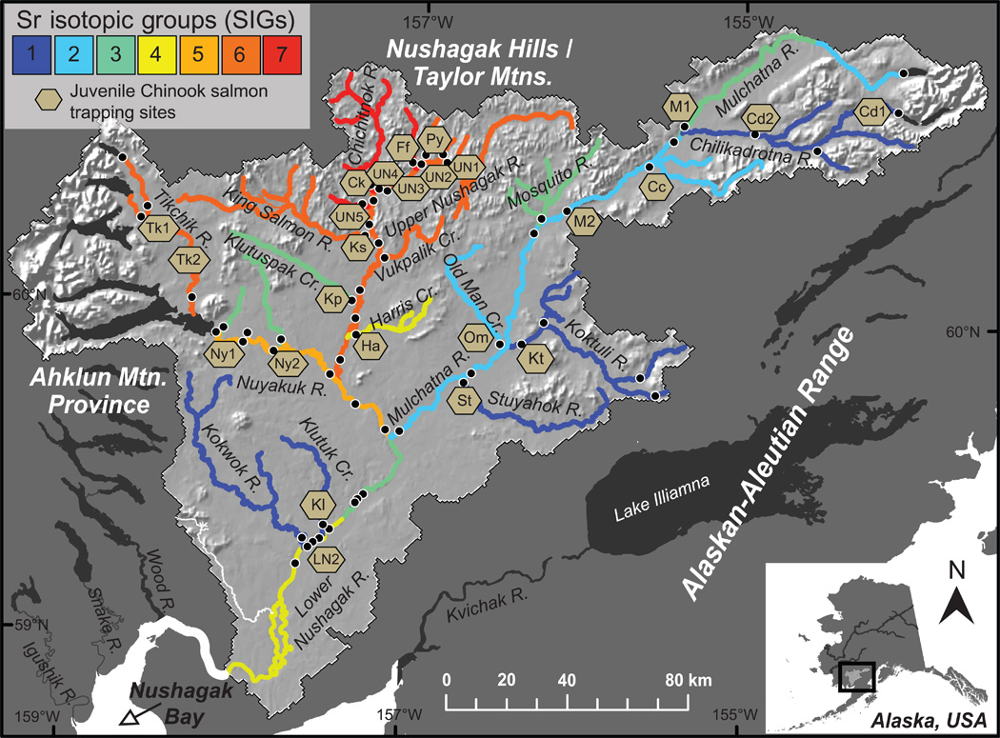 Sr isotopic groups (SIGs)
1 2 3 4 5 6 7
Juvenile Chinook salmon
trapping sites
157°W
155°W
Nushagak Hills /
Taylor Mtns.
Mulchatna R.
M1
Cd2
Cd1
Chilikadrotna R.
Chichitnok R.
Ff
Py
UN4
UN2
UN1
Ck
UN3
UN5
Upper Nushagak R.
Mosquito R.
Cc
M2
Tikchik R.
Tk1
King Salmon R.
Ks
Vukpalik Cr.
Tk2
Klutuspak Cr.
Kp
Old Man Cr.
60°N
Harris Cr.
Ha
Om
Kt
Koktuli R.
60°N
Ny1
Ny2
Ahklun Mtn.
Province
Nuyakuk R.
Mulchatna R.
St
Stuyahok R.
Kokwok R.
Klutuk Cr.
Kl
LN2
Lake Illiamna
Alaskan-Aleutian Range
Lower
Nushagak R.
Kvichak R.
Wood R.
Snake R.
Igushik R.
59°N
Nushagak
Bay
N
0 20 40 80 km
159°W
157°W
155°W
Alaska, USA